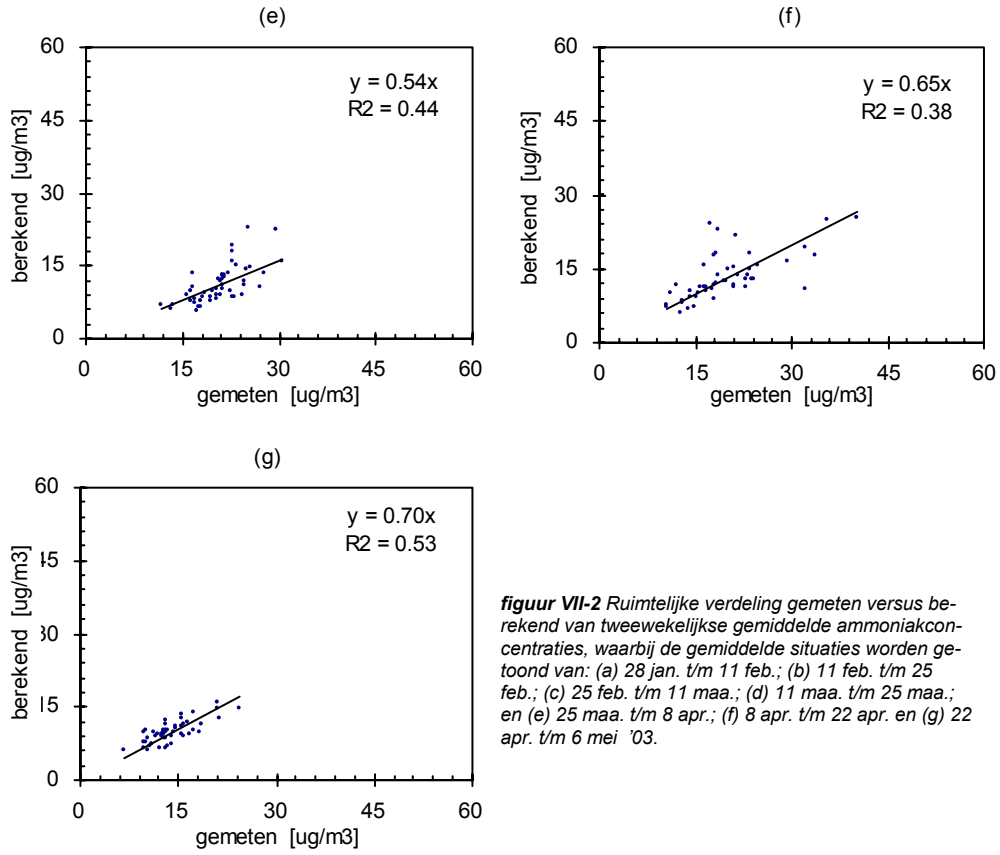 (e)
60
45
30
15
0
berekend [ug/m3]
y = 0.54x
R2 = 0.44
0 15 30 45 60
gemeten [ug/m3]
(f)
60
45
30
15
0
berekend [ug/m3]
y = 0.65x
R2 = 0.38
0 15 30 45 60
gemeten [ug/m3]
(g)
60
45
30
15
0
berekend [ug/m3]
y = 0.70x
R2 = 0.53
0 15 30 45 60
gemeten [ug/m3]
figuur VII-2 Ruimtelijke verdeling gemeten versus be-
rekend van tweewekelijkse gemiddelde ammoniakcon-
centraties, waarbij de gemiddelde situaties worden ge-
toond van: (a) 28 jan. t/m 11 feb.; (b) 11 feb. t/m 25
feb.; (c) 25 feb. t/m 11 maa.; (d) 11 maa. t/m 25 maa.;
en (e) 25 maa. t/m 8 apr.; (f) 8 apr. t/m 22 apr. en (g) 22
apr. t/m 6 mei '03.